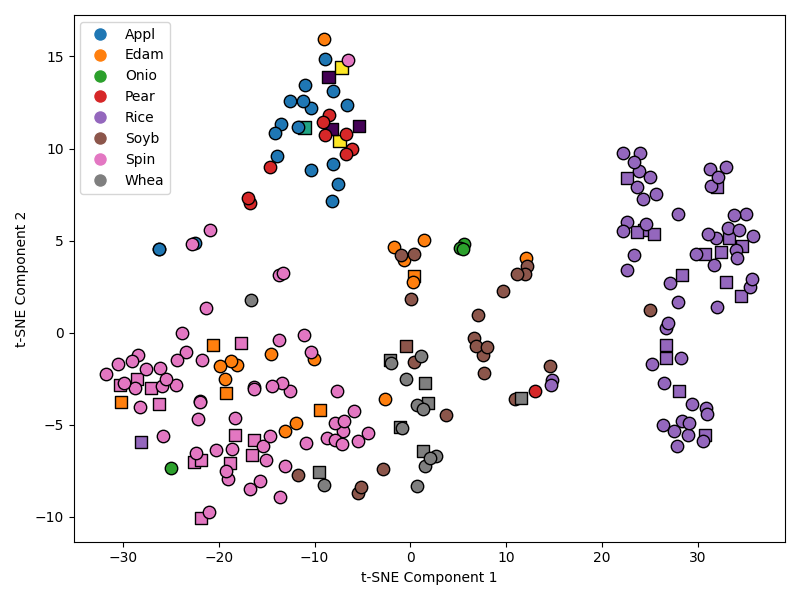 Appl
Edam
Onio
Pear
Rice
Soyb
Spin
Whea
15
10
5
0
−5
−10
t-SNE Component 2
−30 −20 −10 0 10 20 30
t-SNE Component 1